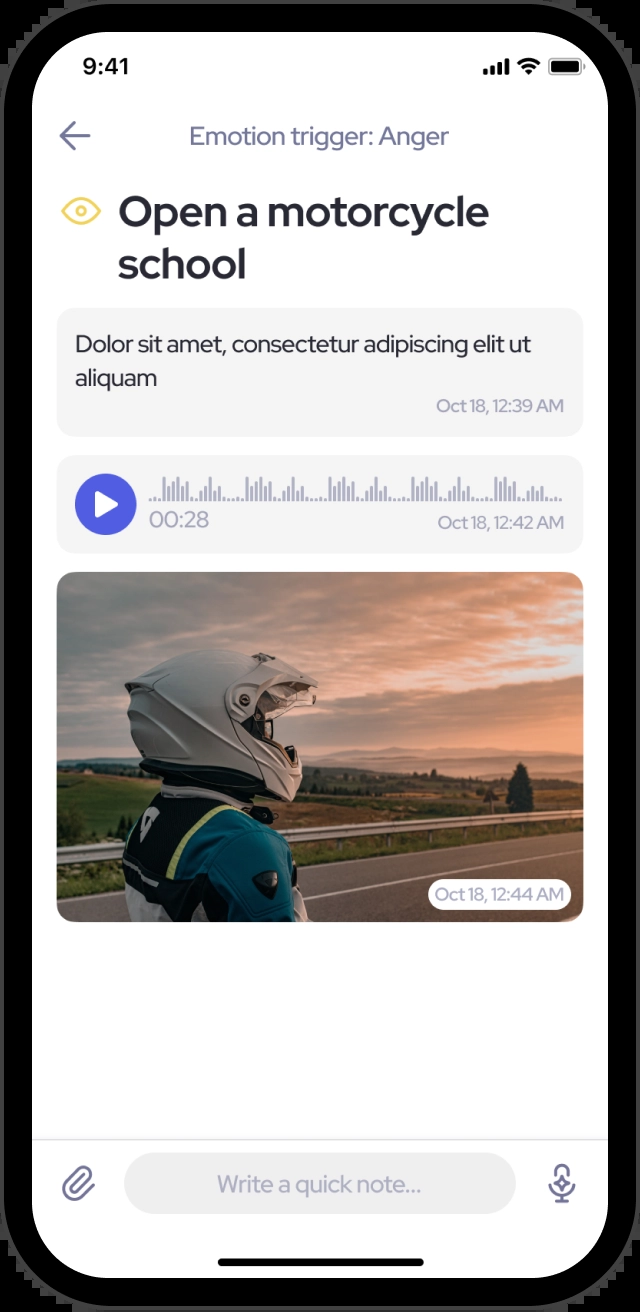 9:41
Emotion trigger: Anger
Open a motorcycle
school
Dolor sit amet, consectetur adipiscing elit ut
aliquam
Oct 18, 12:39 AM
00:28
Oct 18, 12:42 AM
Oct 18, 12:44 AM
Write a quick note...